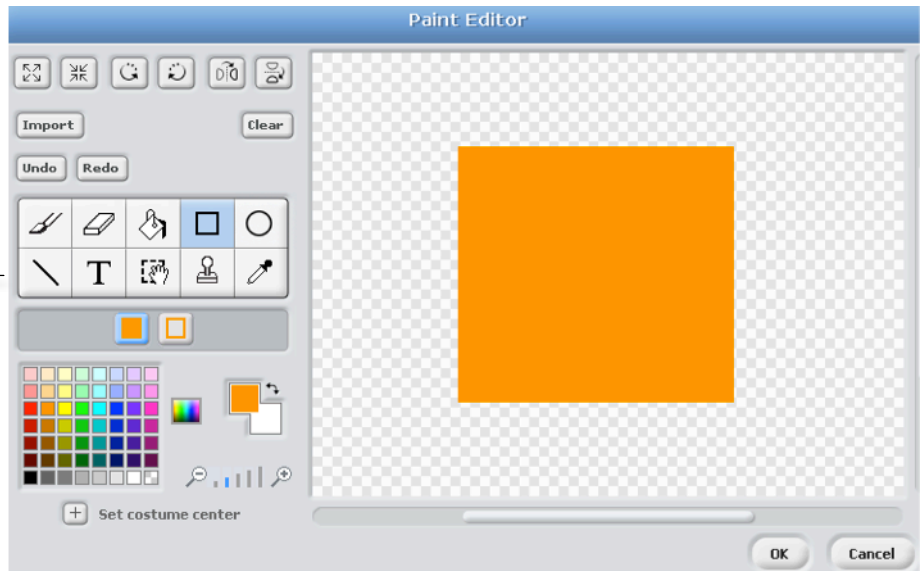 Paint Editor
Import
Clear
Undo
Redo
T
Set costume center
OK
Cancel